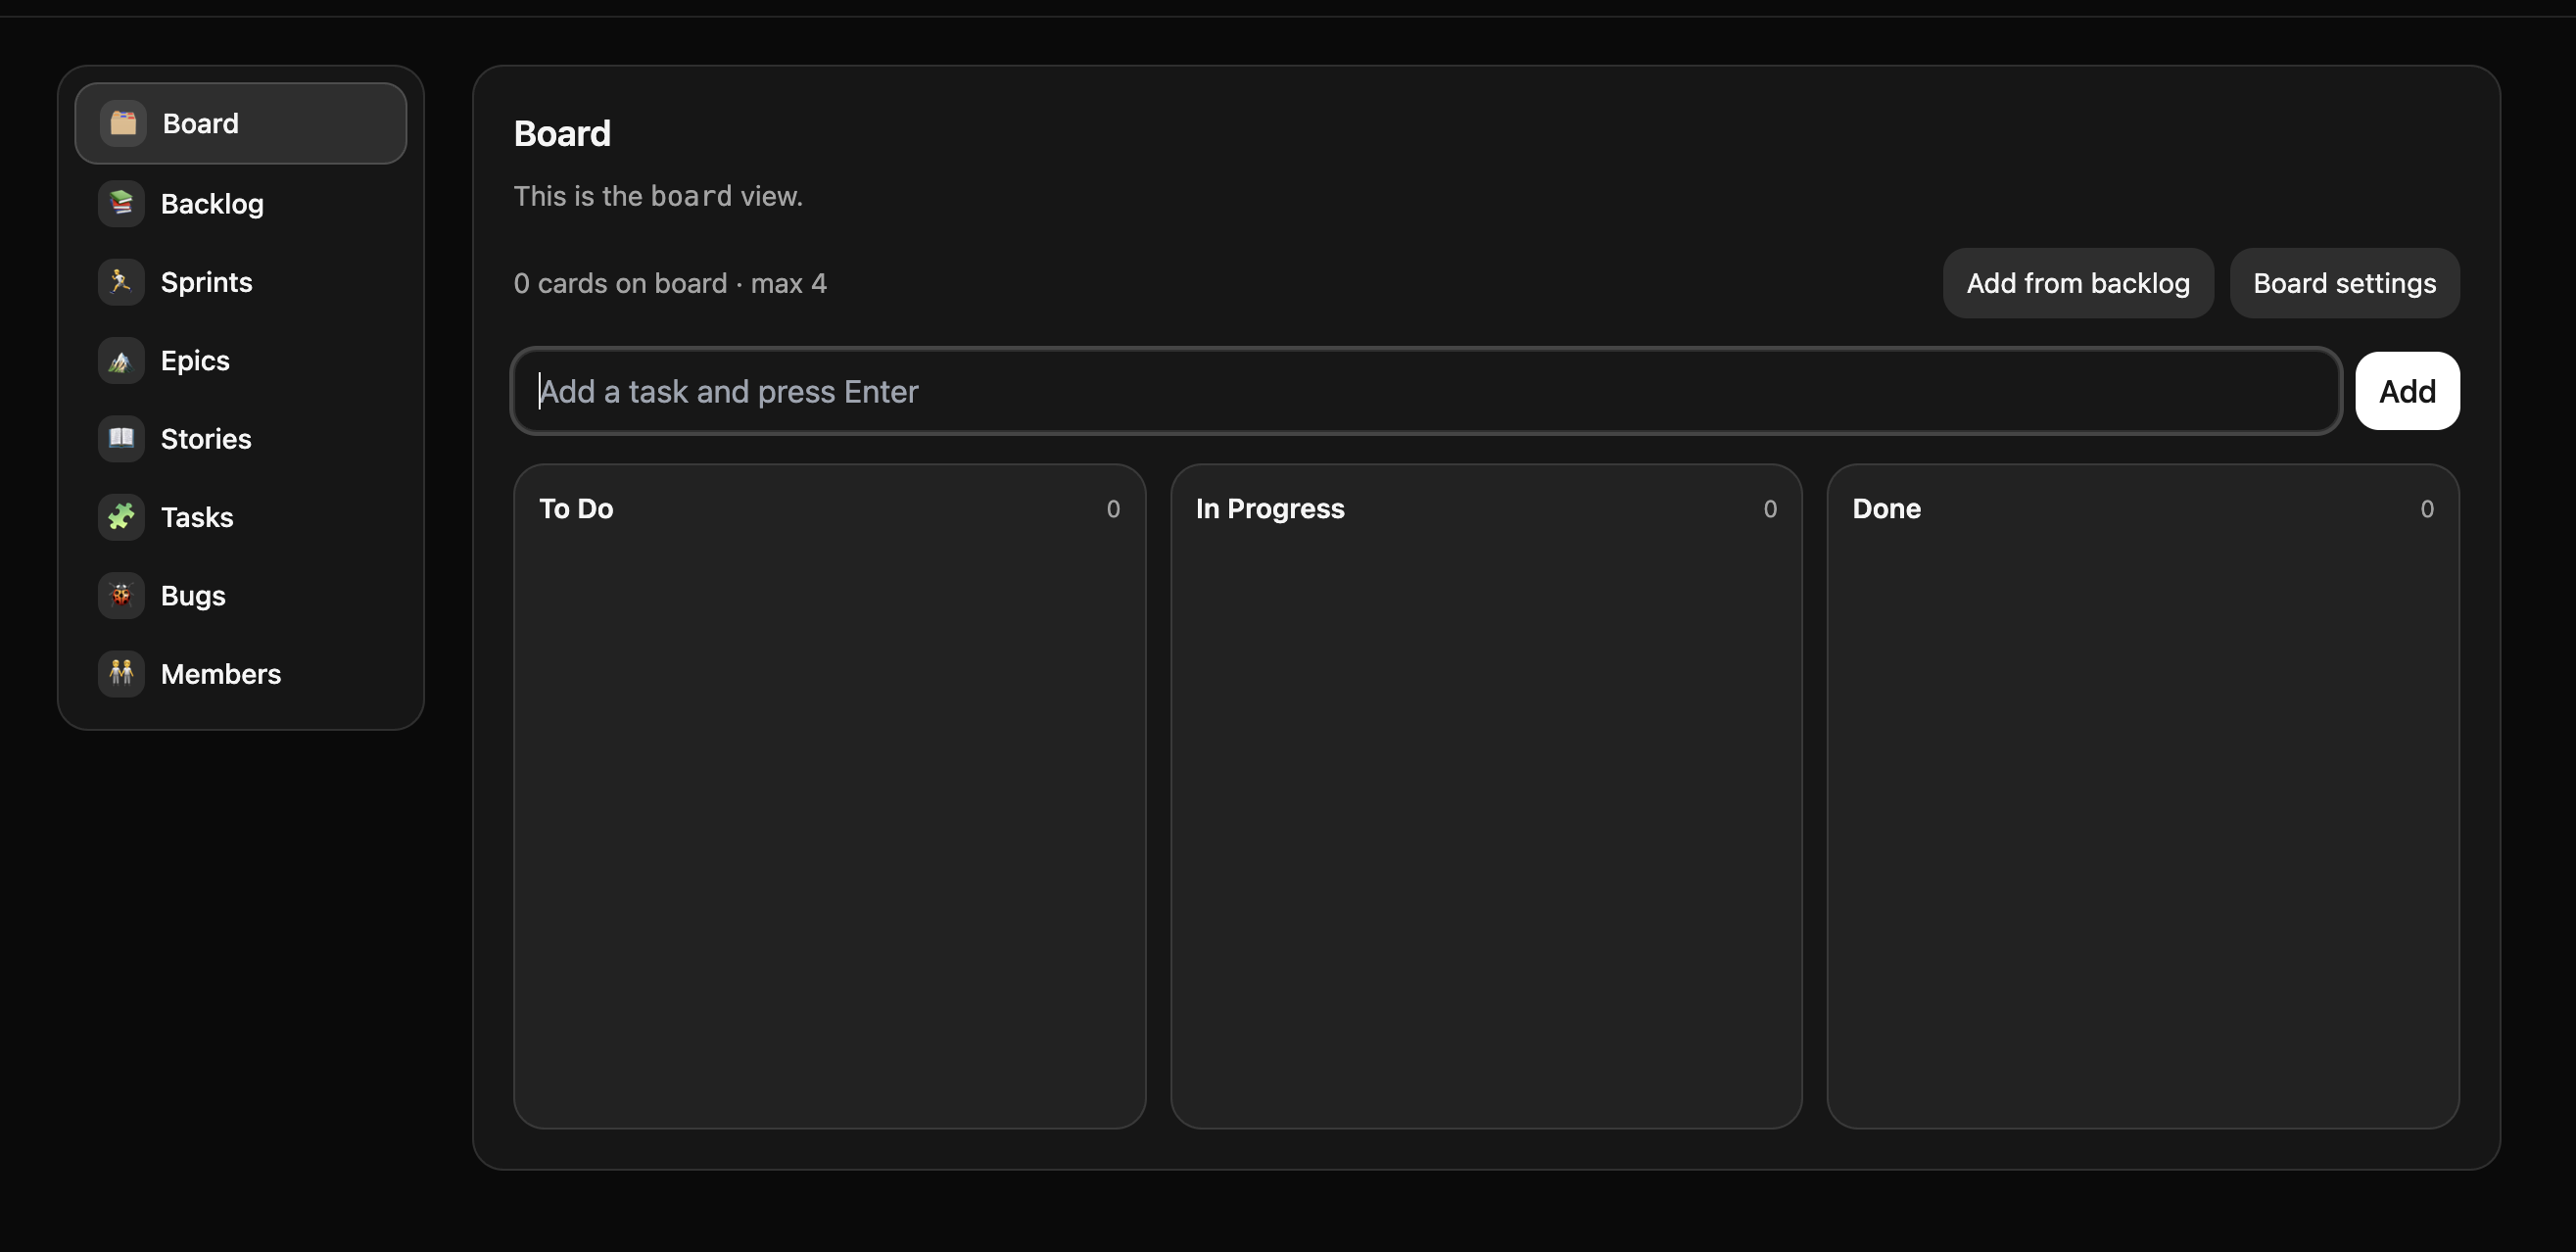 Board
Backlog
Sprints
Epics
Stories
Tasks
Bugs
Members
Board
This is the board view.
0 cards on board · max 4
Add from backlog
Board settings
Add a task and press Enter
Add
To Do 0
In Progress 0
Done 0